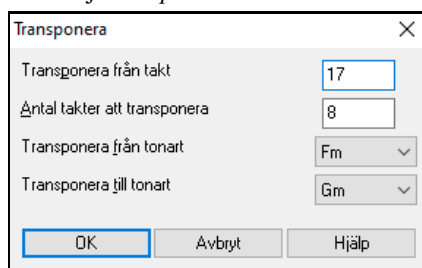 Transponera
Transponera från takt 17
Antal takter att transponera 8
Transponera från tonart Fm
Transponera till tonart Gm
OK Avbryt Hjälp